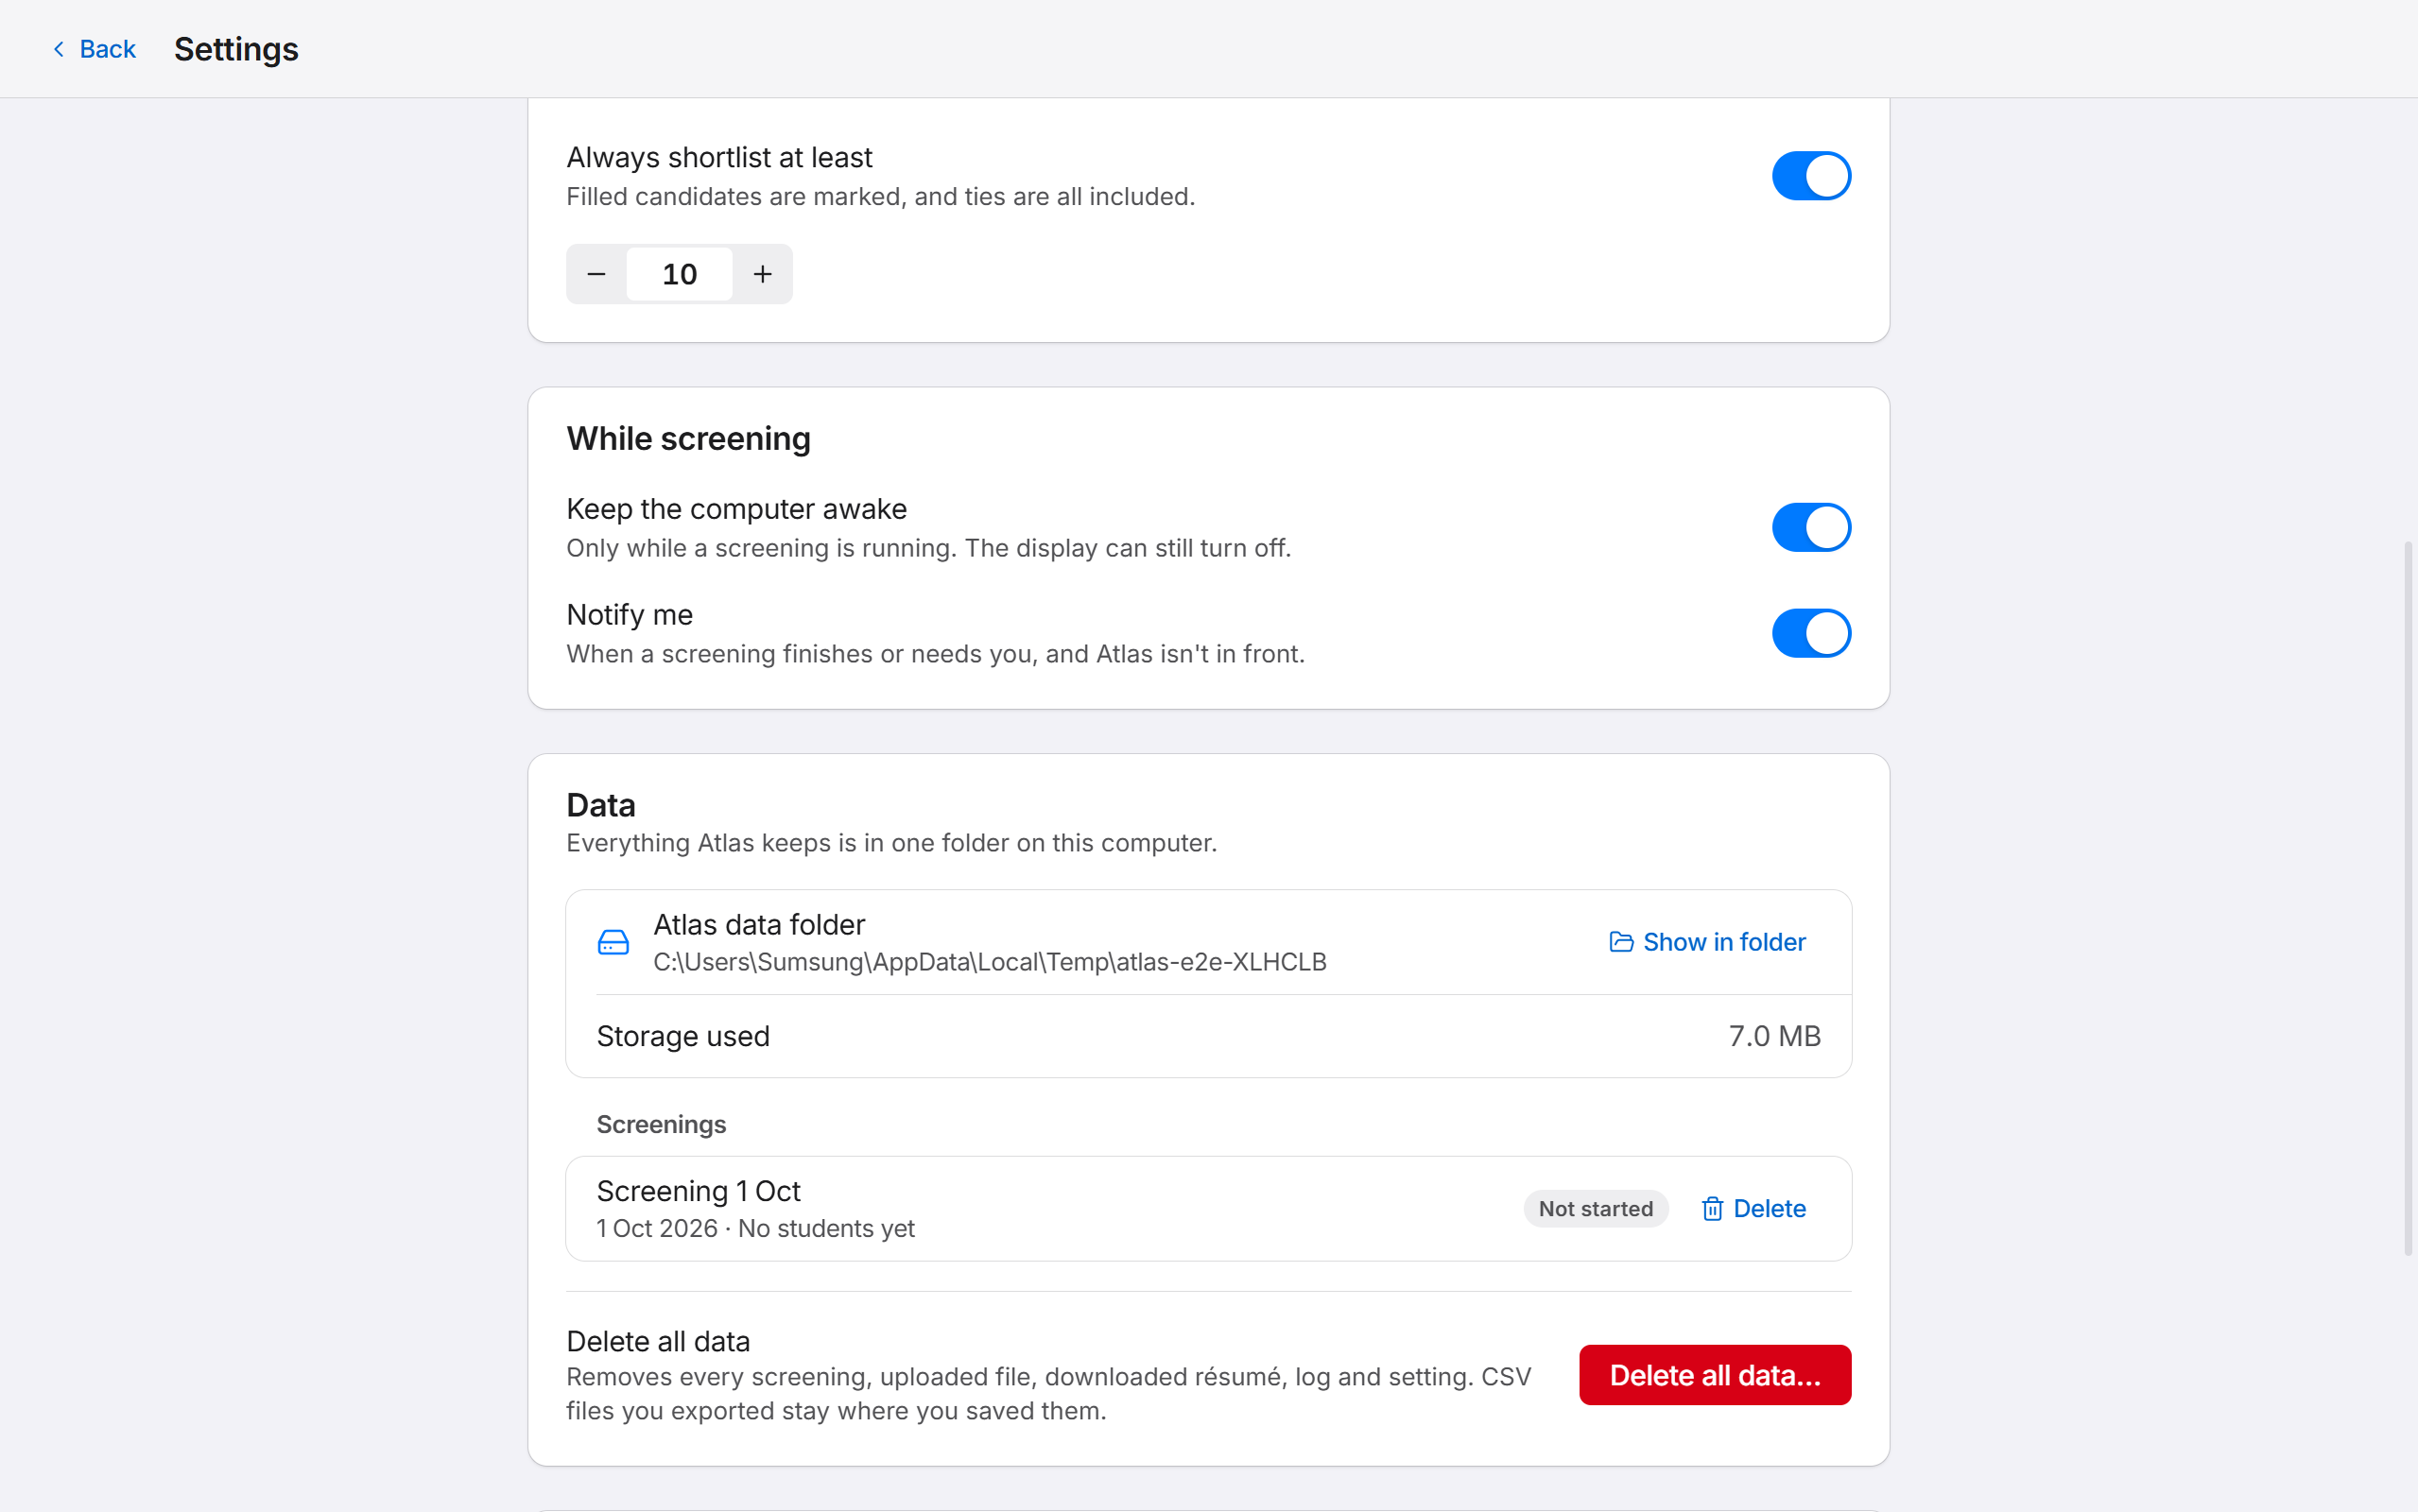 Back
Settings
Always shortlist at least
Filled candidates are marked, and ties are all included.
− 10 +
While screening
Keep the computer awake
Only while a screening is running. The display can still turn off.
Notify me
When a screening finishes or needs you, and Atlas isn't in front.
Data
Everything Atlas keeps is in one folder on this computer.
Atlas data folder
C:\Users\Sumsung\AppData\Local\Temp\atlas-e2e-XLHCLB
Show in folder
Storage used
7.0 MB
Screenings
Screening 1 Oct
1 Oct 2026 · No students yet
Not started
Delete
Delete all data
Removes every screening, uploaded file, downloaded résumé, log and setting. CSV
files you exported stay where you saved them.
Delete all data...